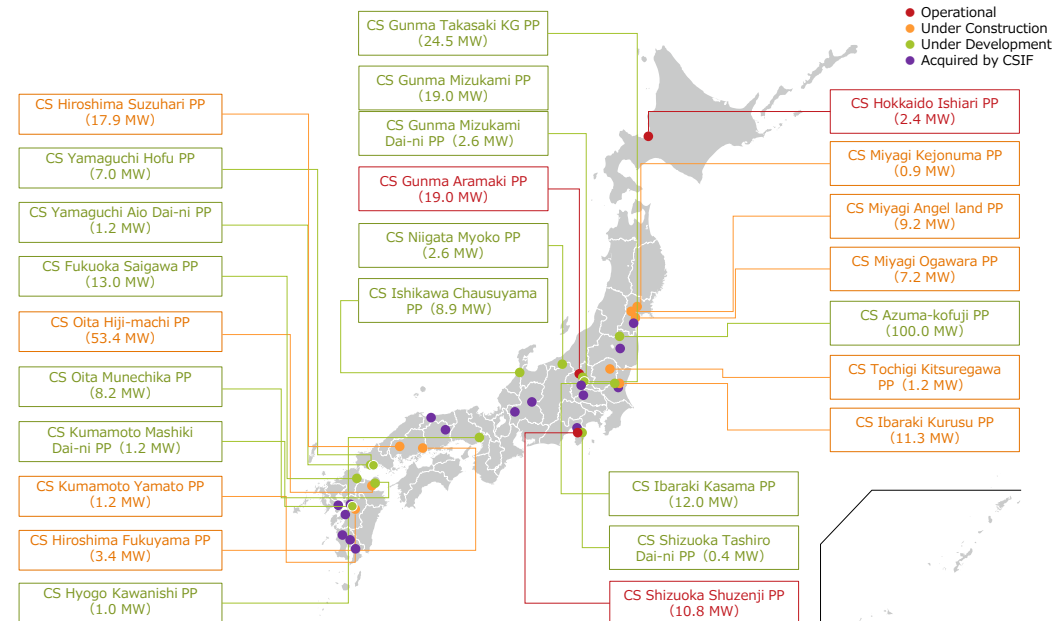 Operational
Under Construction
Under Development
Acquired by CSIF
CS Gunma Takasaki KG PP
(24.5 MW)
CS Gunma Mizukami PP
(19.0 MW)
CS Gunma Mizukami
Dai-ni PP (2.6 MW)
CS Gunma Aramaki PP
(19.0 MW)
CS Niigata Myoko PP
(2.6 MW)
CS Ishikawa Chausuyama
PP (8.9 MW)
CS Hiroshima Suzuhari PP
(17.9 MW)
CS Yamaguchi Hofu PP
(7.0 MW)
CS Yamaguchi Aio Dai-ni PP
(1.2 MW)
CS Fukuoka Saigawa PP
(13.0 MW)
CS Oita Hiji-machi PP
(53.4 MW)
CS Oita Munechika PP
(8.2 MW)
CS Kumamoto Mashiki
Dai-ni PP (1.2 MW)
CS Kumamoto Yamato PP
(1.2 MW)
CS Hiroshima Fukuyama PP
(3.4 MW)
CS Hyogo Kawanishi PP
(1.0 MW)
CS Hokkaido Ishiari PP
(2.4 MW)
CS Miyagi Kejonuma PP
(0.9 MW)
CS Miyagi Angel land PP
(9.2 MW)
CS Miyagi Ogawara PP
(7.2 MW)
CS Azuma-kofuji PP
(100.0 MW)
CS Tochigi Kitsuregawa
PP (1.2 MW)
CS Ibaraki Kurusu PP
(11.3 MW)
CS Ibaraki Kasama PP
(12.0 MW)
CS Shizuoka Tashiro
Dai-ni PP (0.4 MW)
CS Shizuoka Shuzenji PP
(10.8 MW)